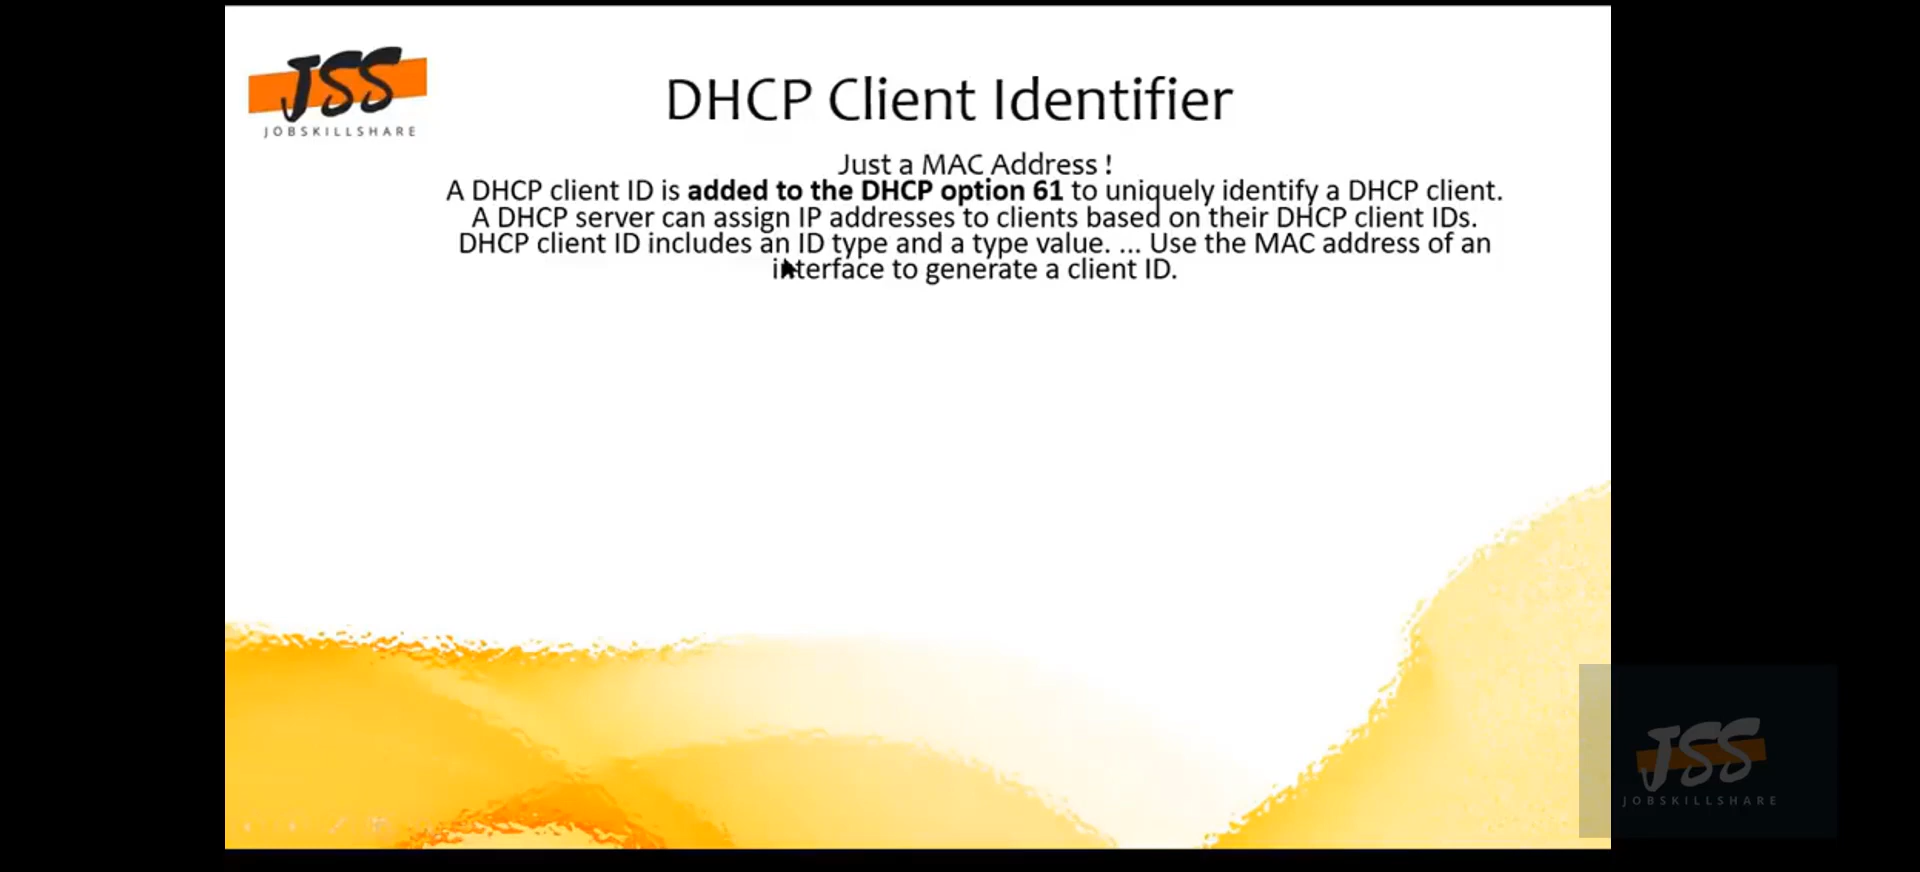 JSS
JOBSKILLSHARE
DHCP Client Identifier
Just a MAC Address !
A DHCP client ID is added to the DHCP option 61 to uniquely identify a DHCP client.
A DHCP server can assign IP addresses to clients based on their DHCP client IDs.
DHCP client ID includes an ID type and a type value. ... Use the MAC address of an
interface to generate a client ID.
JSS
JOBSKILLSHARE